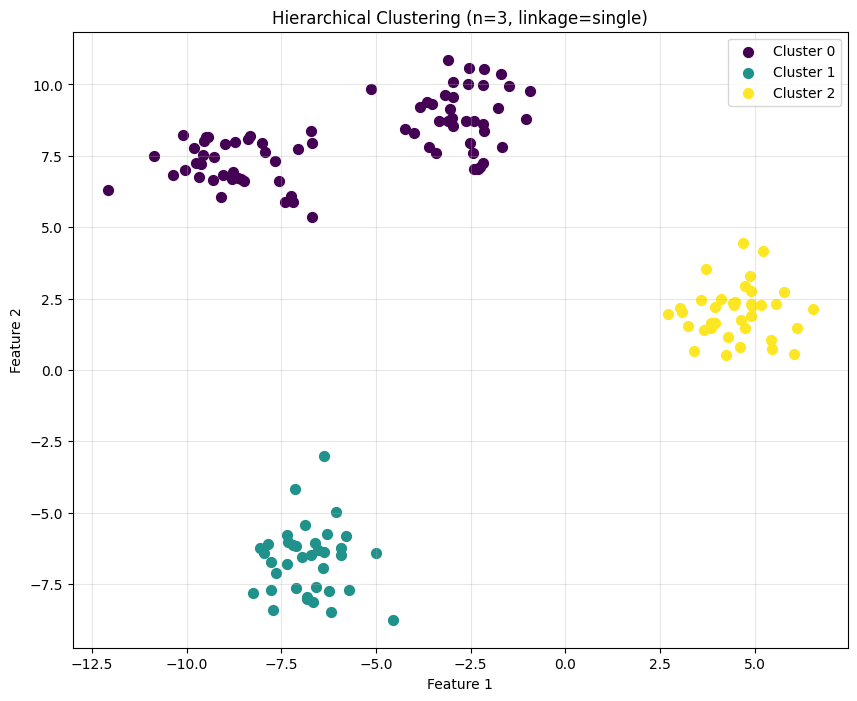 Hierarchical Clustering (n=3, linkage=single)
Cluster 0
Cluster 1
Cluster 2
Feature 2
10.0
7.5
5.0
2.5
0.0
−2.5
−5.0
−7.5
−12.5 −10.0 −7.5 −5.0 −2.5 0.0 2.5 5.0
Feature 1